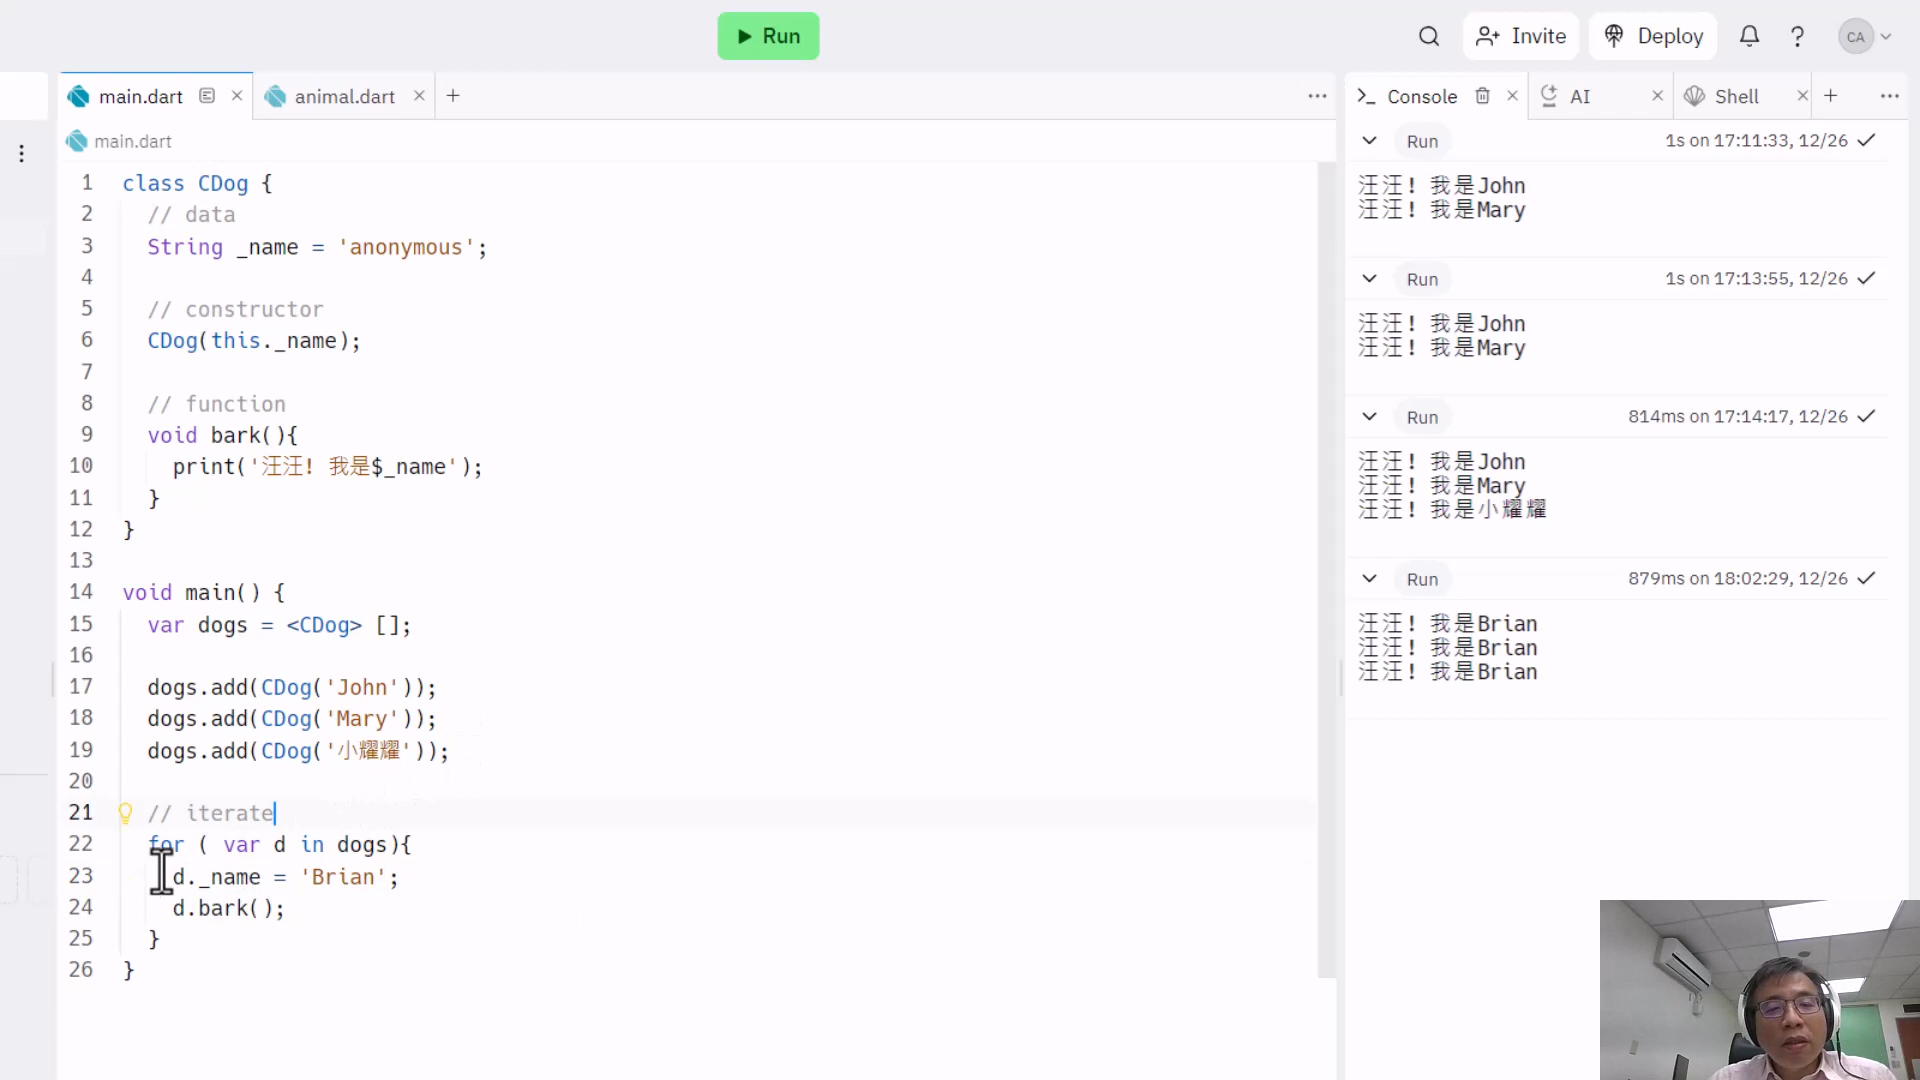 Run
Invite
Deploy
CA
main.dart
animal.dart
Console
AI
Shell
main.dart
1 class CDog {
2 // data
3 String _name = 'anonymous';
4
5 // constructor
6 CDog(this._name);
7
8 // function
9 void bark(){
10 print('汪汪! 我是$_name');
11 }
12 }
13
14 void main() {
15 var dogs = <CDog> [];
16
17 dogs.add(CDog('John'));
18 dogs.add(CDog('Mary'));
19 dogs.add(CDog('小耀耀'));
20
21 // iterate
22 for ( var d in dogs){
23 d._name = 'Brian';
24 d.bark();
25 }
26 }
Run 1s on 17:11:33, 12/26
汪汪! 我是John
汪汪! 我是Mary
Run 1s on 17:13:55, 12/26
汪汪! 我是John
汪汪! 我是Mary
Run 814ms on 17:14:17, 12/26
汪汪! 我是John
汪汪! 我是Mary
汪汪! 我是小耀耀
Run 879ms on 18:02:29, 12/26
汪汪! 我是Brian
汪汪! 我是Brian
汪汪! 我是Brian